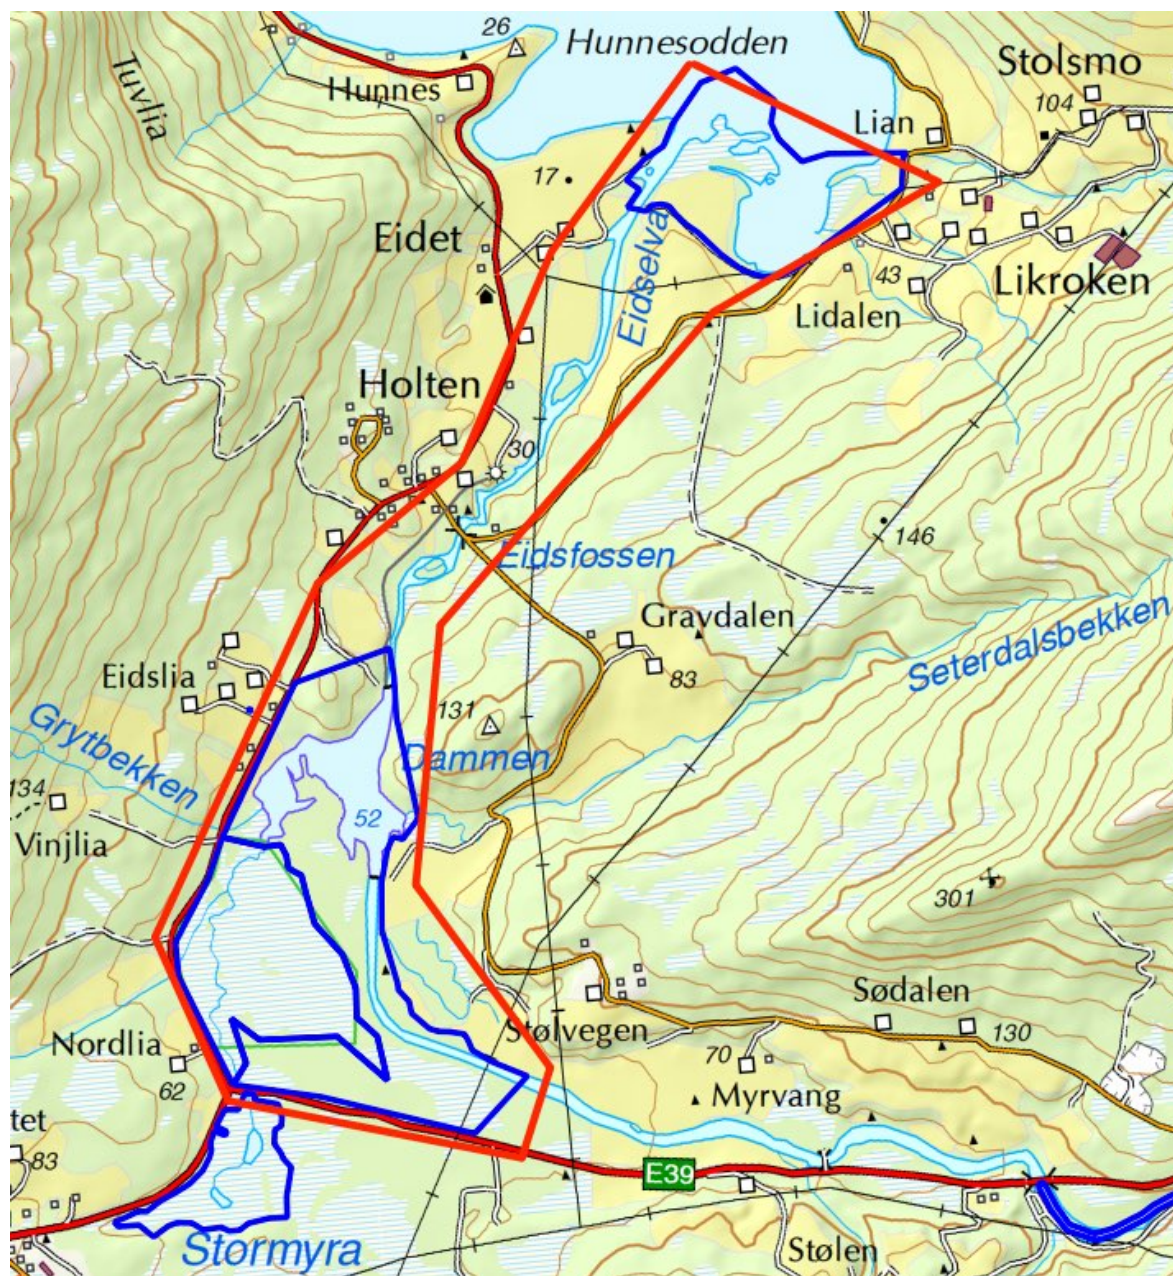 26
Hunnesodden
Stolsmo
Tuvlia
Hunnes
104
Lian
17
Eidet
Eidselva
43
Likroken
Lidalen
Holten
30
146
Eidsfossen
Gravdalen
Seterdalsbekken
Eidslia
83
131
Grytbekken
Dammen
134
52
Vinjlia
301
Sødalen
Stølvegen
130
Nordlia
70
62
Myrvang
tet
83
E39
Stormyra
Stølen